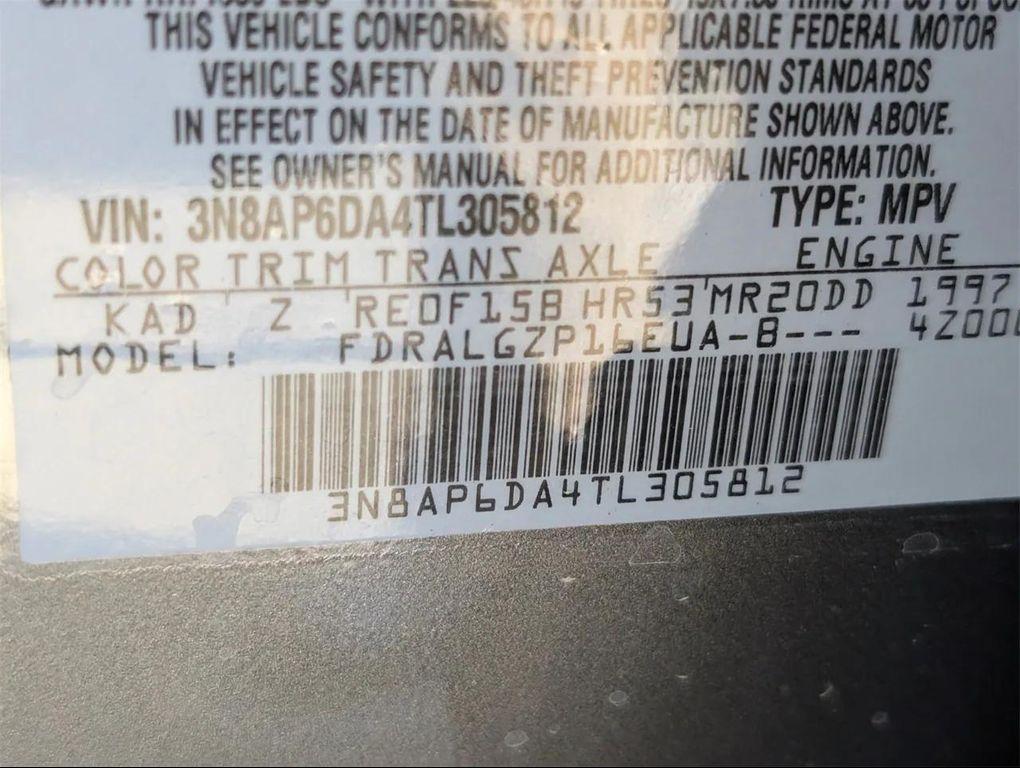 THIS VEHICLE CONFORMS TO ALL APPLICABLE FEDERAL MOTOR
VEHICLE SAFETY AND THEFT PREVENTION STANDARDS
IN EFFECT ON THE DATE OF MANUFACTURE SHOWN ABOVE.
SEE OWNER'S MANUAL FOR ADDITIONAL INFORMATION.
VIN: 3N8AP6DA4TL305812 TYPE: MPV
COLOR TRIM TRANS AXLE ENGINE
KAD Z RE0F15B HR53 MR20DD 1997
MODEL: FDRALGZP16EUA-B---
3N8AP6DA4TL305812